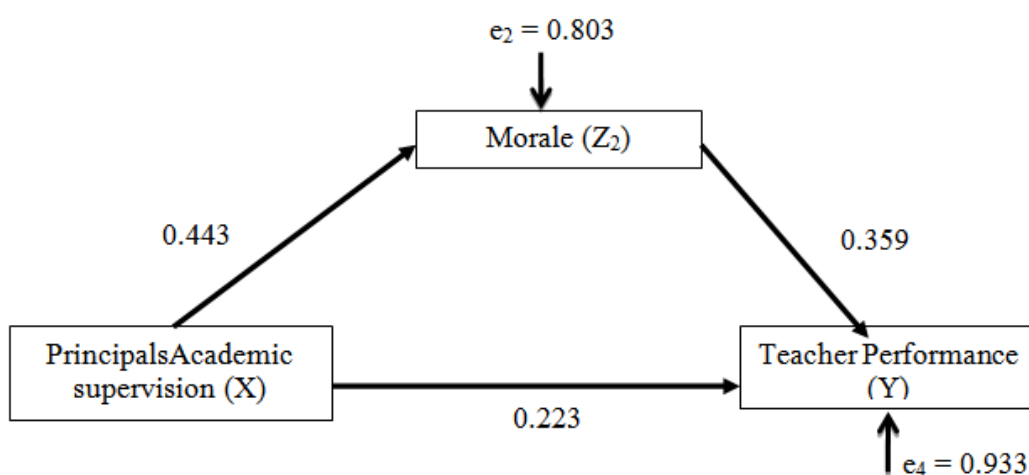 e₂ = 0.803
Morale (Z₂)
0.443
0.359
PrincipalsAcademic
supervision (X)
Teacher Performance
(Y)
0.223
e₄ = 0.933